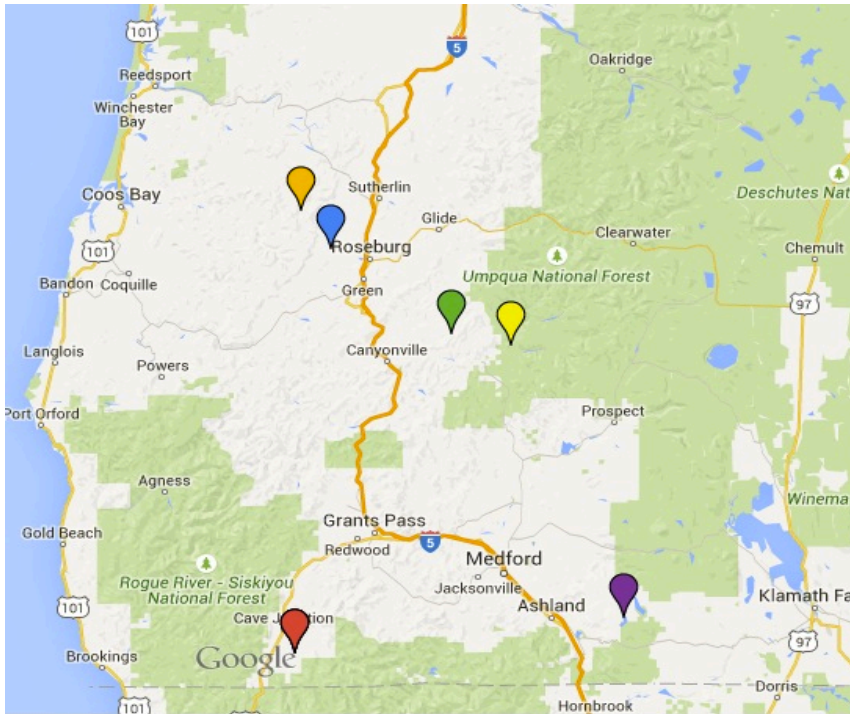 101
5
Oakridge
Reedsport
Winchester
Bay
Sutherlin
Deschutes Nat
Coos Bay
Glide
Clearwater
101
Roseburg
Chemult
Umpqua National Forest
Bandon
Coquille
Green
97
Langlois
Canyonville
Powers
Port Orford
Prospect
Agness
Winema
Grants Pass
Gold Beach
5
Redwood
Medford
Rogue River - Siskiyou
National Forest
Jacksonville
Klamath Fa
101
Ashland
Cave J tion
97
Google
Brookings
Dorris
101
Hornbrook